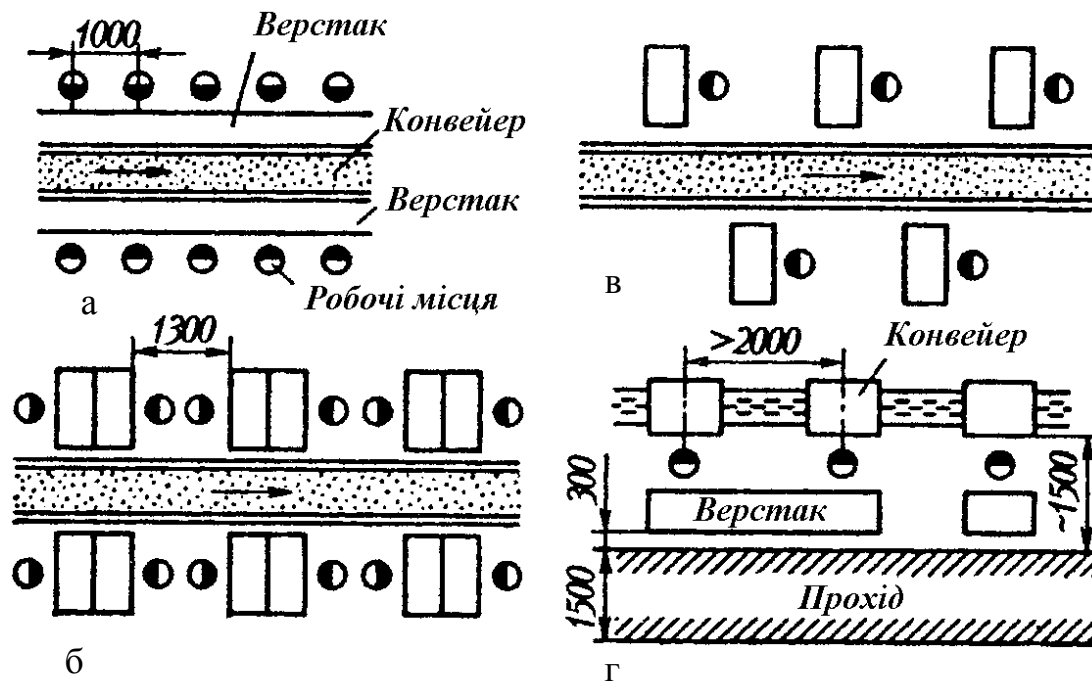 1000
Верстак
Конвейер
Верстак
Робочі місця
а
1300
б
в
>2000
Конвейер
300
Верстак
~1500
1500
Прохід
г